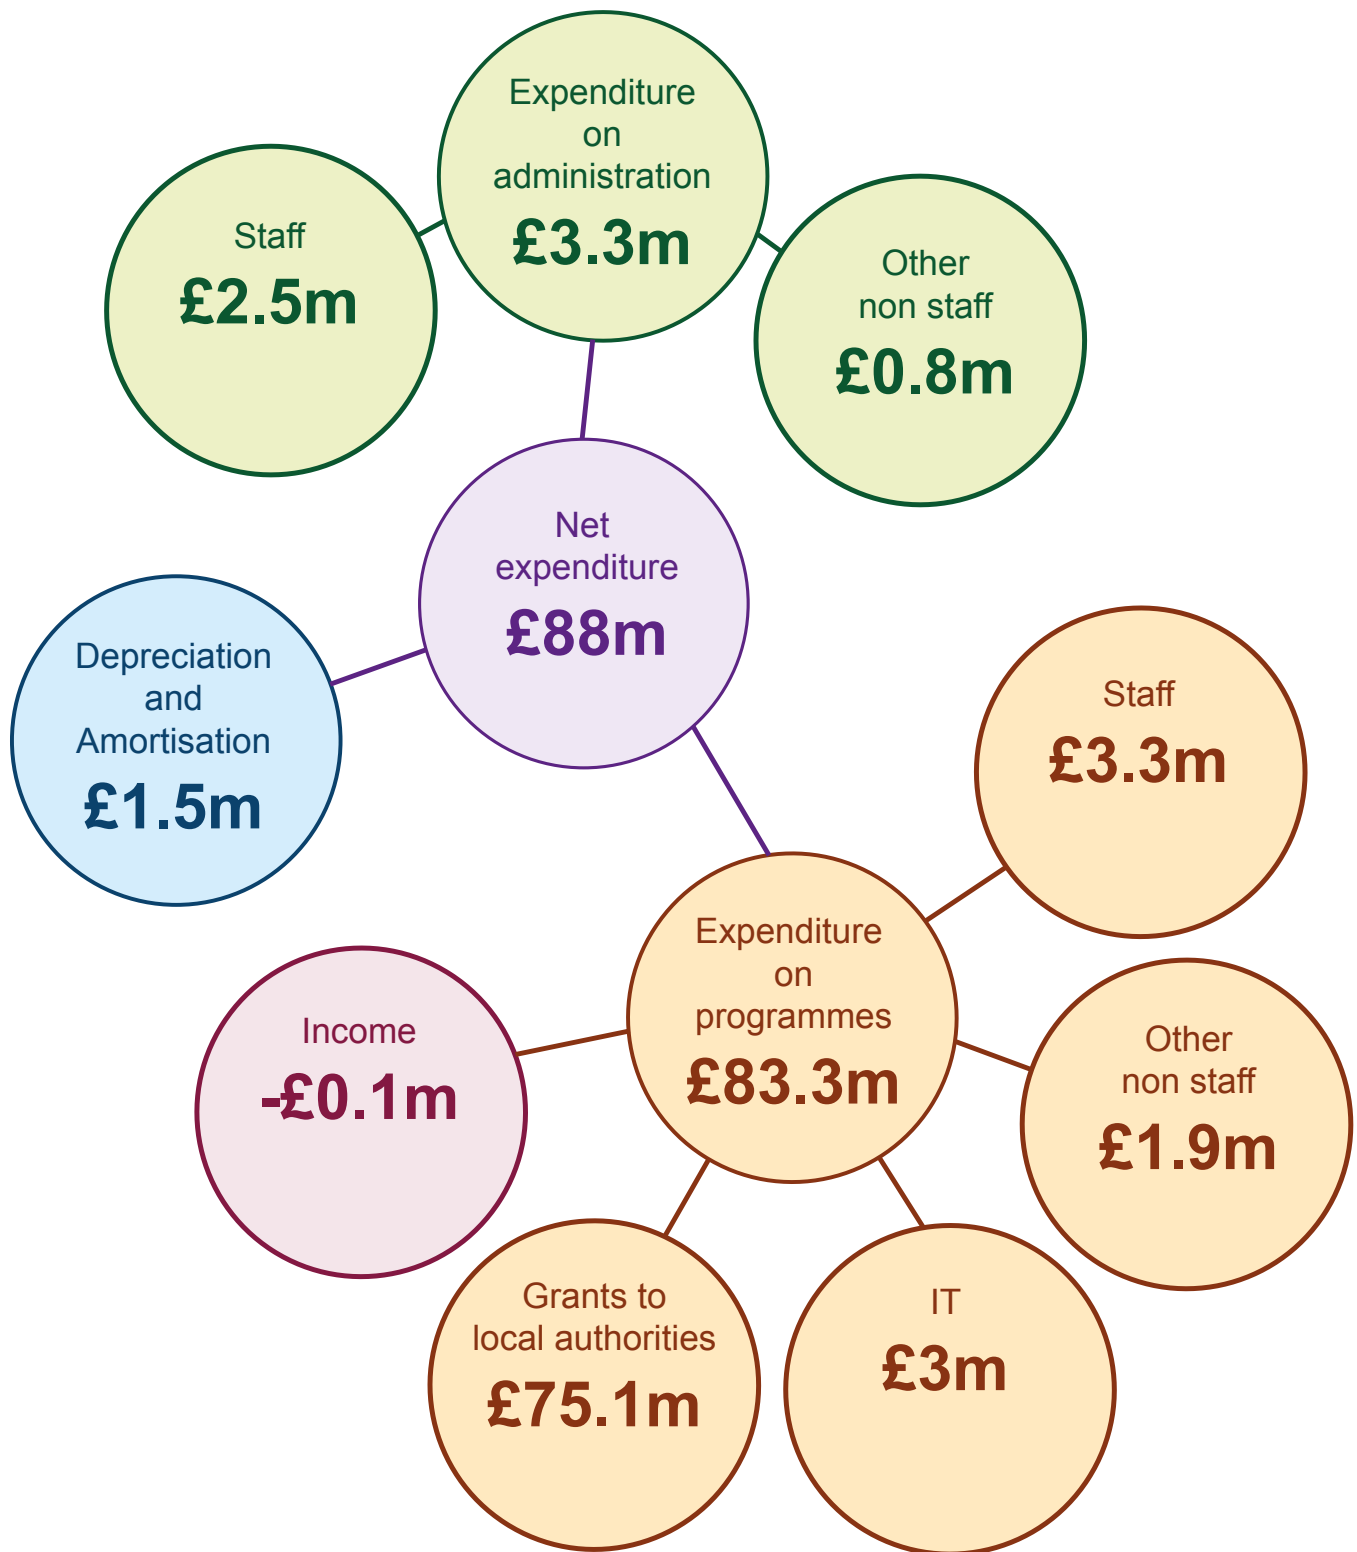 Expenditure
on
administration
£3.3m
Staff
£2.5m
Other
non staff
£0.8m
Net
expenditure
£88m
Depreciation
and
Amortisation
£1.5m
Staff
£3.3m
Expenditure
on
programmes
£83.3m
Income
-£0.1m
Other
non staff
£1.9m
Grants to
local authorities
£75.1m
IT
£3m